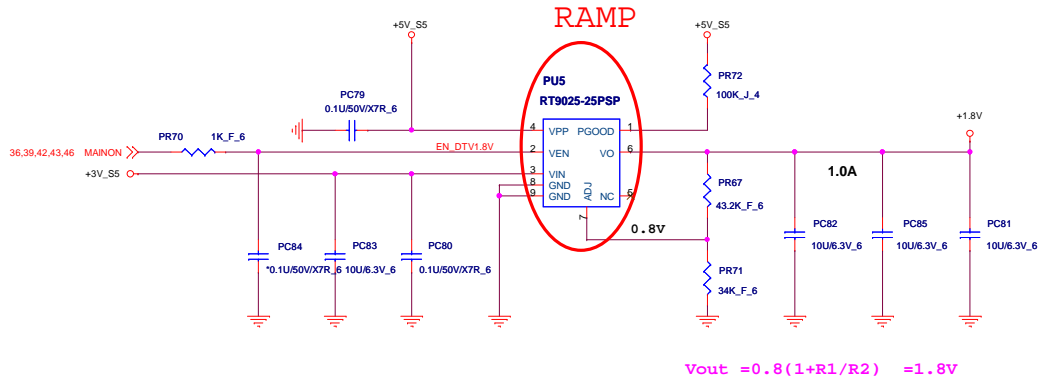 RAMP
+5V_S5
+5V_S5
PU5
RT9025-25PSP
PR72
100K_J_4
PC79
0.1U/50V/X7R_6
PR70
1K_F_6
4
VPP
PGOOD
1
+1.8V
36,39,42,43,46
MAINON
EN_DTV1.8V
2
VEN
VO
6
+3V_S5
3
VIN
8
GND
9
GND
ADJ
NC
5
7
0.8V
1.0A
PR67
43.2K_F_6
PC84
*0.1U/50V/X7R_6
PC83
10U/6.3V_6
PC80
0.1U/50V/X7R_6
PR71
34K_F_6
PC82
10U/6.3V_6
PC85
10U/6.3V_6
PC81
10U/6.3V_6
Vout =0.8(1+R1/R2) =1.8V